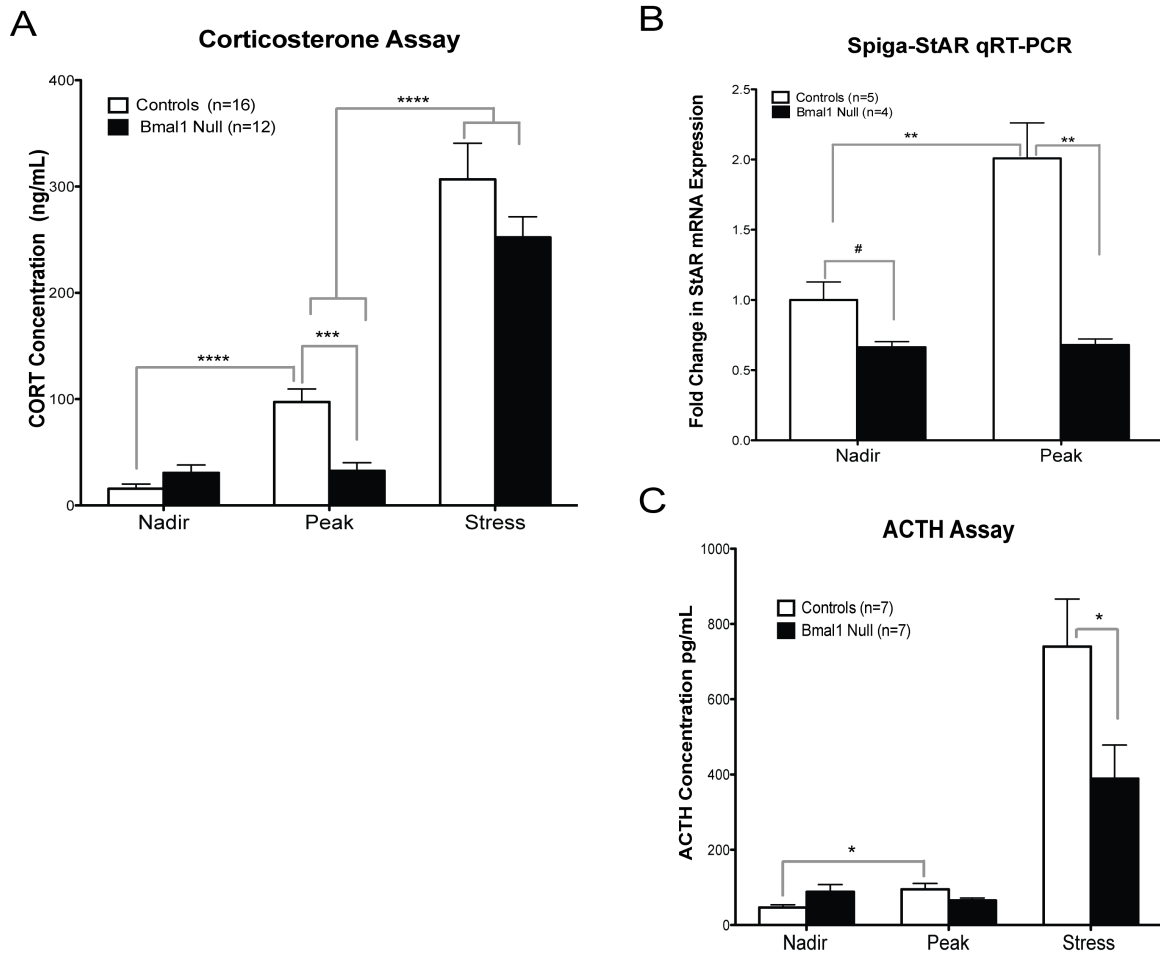 A
Corticosterone Assay
CORT Concentration (ng/mL)
400
300
200
100
0
Controls (n=16)
Bmal1 Null (n=12)
****
****
***
Nadir
Peak
Stress
B
Spiga-StAR qRT-PCR
Fold Change in StAR mRNA Expression
2.5
2.0
1.5
1.0
0.5
0.0
Controls (n=5)
Bmal1 Null (n=4)
**
**
#
Nadir
Peak
C
ACTH Assay
ACTH Concentration pg/mL
1000
800
600
400
200
0
Controls (n=7)
Bmal1 Null (n=7)
*
*
Nadir
Peak
Stress